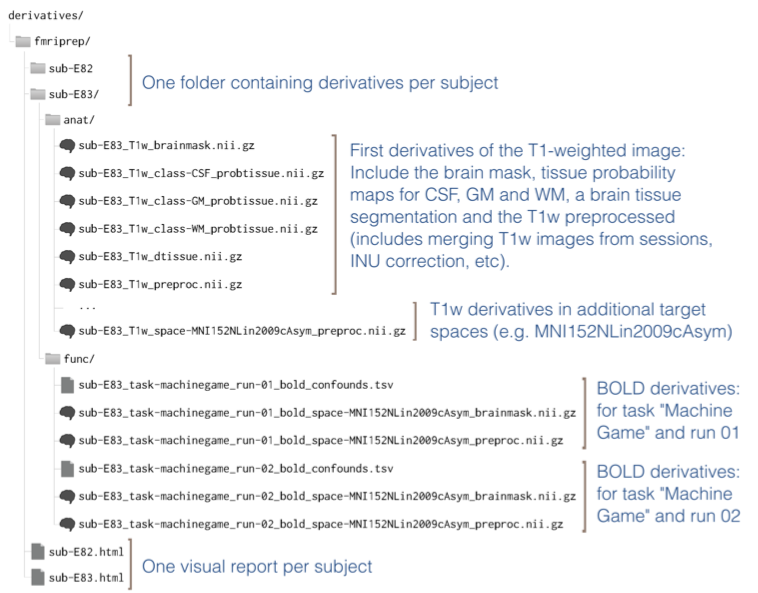 derivatives/
fmriprep/
sub-E82
sub-E83/
One folder containing derivatives per subject
anat/
sub-E83_T1w_brainmask.nii.gz
sub-E83_T1w_class-CSF_probtissue.nii.gz
sub-E83_T1w_class-GM_probtissue.nii.gz
sub-E83_T1w_class-WM_probtissue.nii.gz
sub-E83_T1w_dtissue.nii.gz
sub-E83_T1w_preproc.nii.gz
First derivatives of the T1-weighted image:
Include the brain mask, tissue probability
maps for CSF, GM and WM, a brain tissue
segmentation and the T1w preprocessed
(includes merging T1w images from sessions,
INU correction, etc).
...
sub-E83_T1w_space-MNI152NLin2009cAsym_preproc.nii.gz
T1w derivatives in additional target
spaces (e.g. MNI152NLin2009cAsym)
func/
sub-E83_task-machinegame_run-01_bold_confounds.tsv
sub-E83_task-machinegame_run-01_bold_space-MNI152NLin2009cAsym_brainmask.nii.gz
sub-E83_task-machinegame_run-01_bold_space-MNI152NLin2009cAsym_preproc.nii.gz
BOLD derivatives:
for task "Machine
Game" and run 01
sub-E83_task-machinegame_run-02_bold_confounds.tsv
sub-E83_task-machinegame_run-02_bold_space-MNI152NLin2009cAsym_brainmask.nii.gz
sub-E83_task-machinegame_run-02_bold_space-MNI152NLin2009cAsym_preproc.nii.gz
BOLD derivatives:
for task "Machine
Game" and run 02
sub-E82.html
sub-E83.html
One visual report per subject